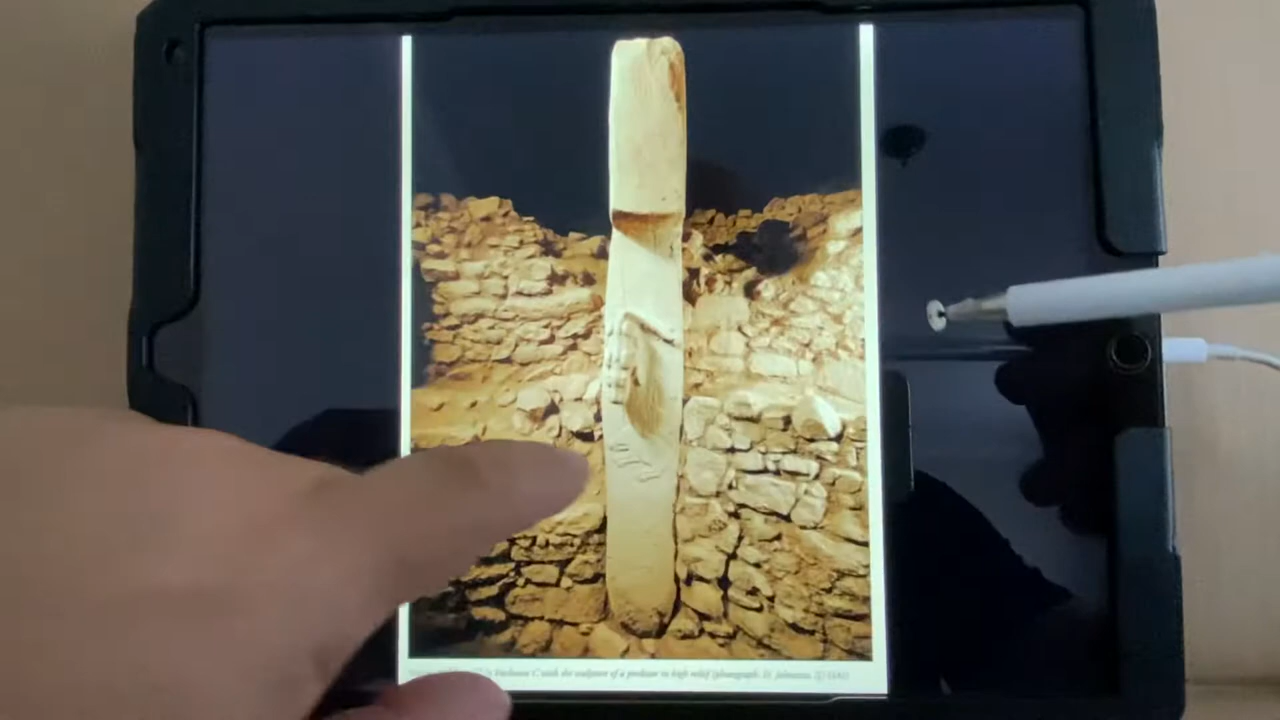 Enclosure C with the sculpture of a predator in high relief (photograph: D. Johannes, © DAI)